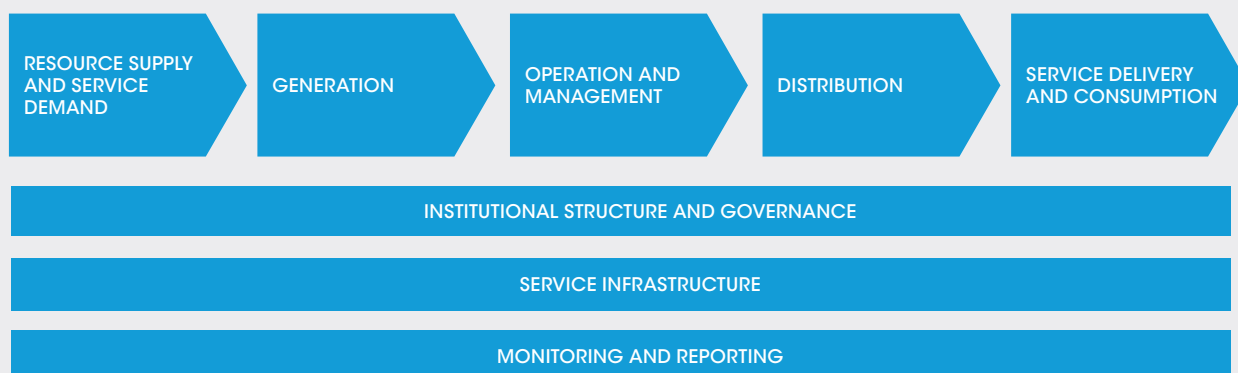 RESOURCE SUPPLY
AND SERVICE
DEMAND
GENERATION
OPERATION AND
MANAGEMENT
DISTRIBUTION
SERVICE DELIVERY
AND CONSUMPTION
INSTITUTIONAL STRUCTURE AND GOVERNANCE
SERVICE INFRASTRUCTURE
MONITORING AND REPORTING